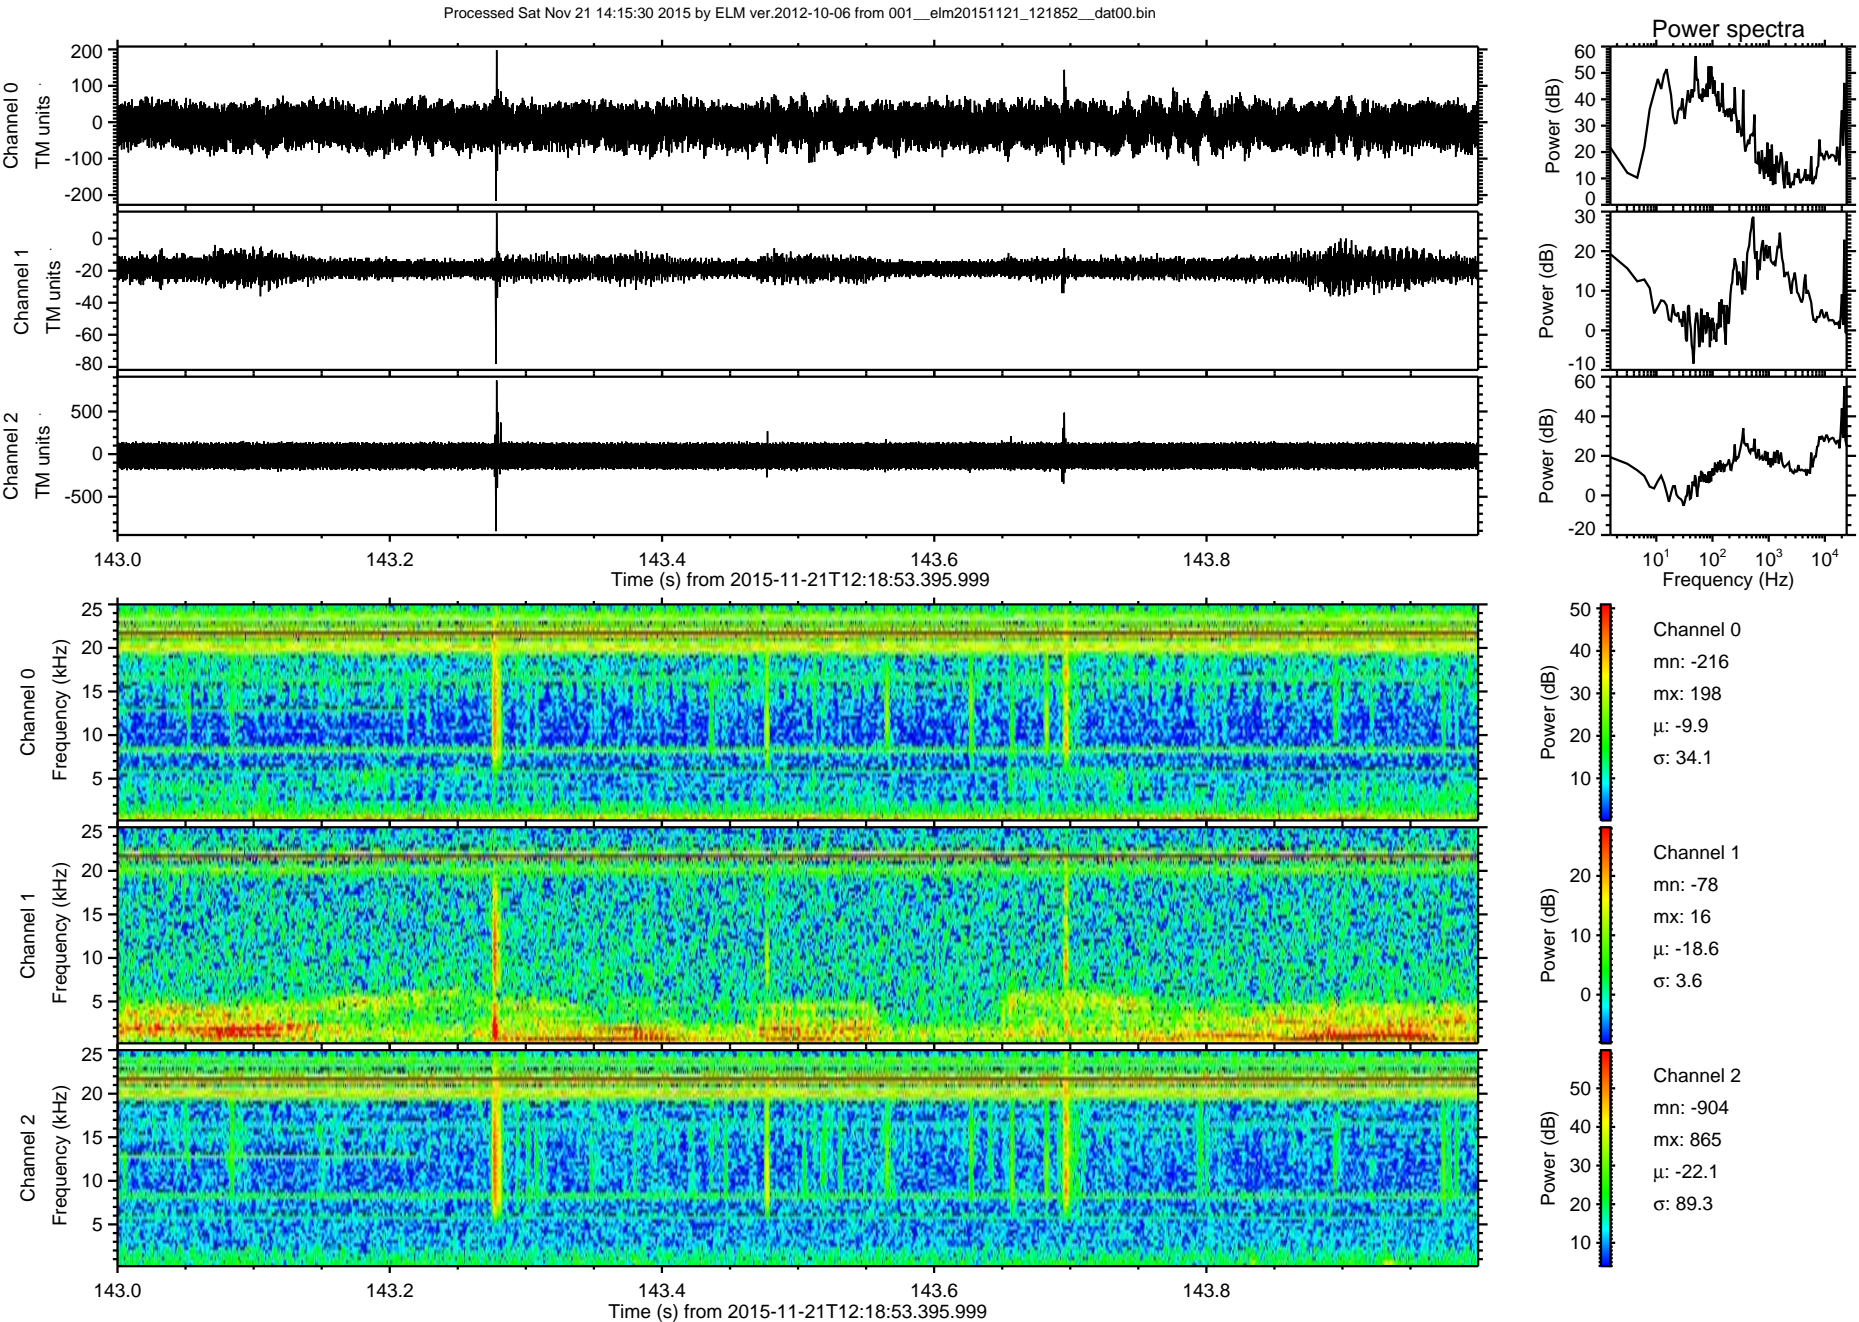 Processed Sat Nov 21 14:15:30 2015 by ELM ver.2012-10-06 from 001__elm20151121_121852__dat00.bin
Power spectra
Channel 0
TM units
200
100
0
-100
-200
Power (dB)
60
50
40
30
20
10
0
Channel 1
TM units
0
-20
-40
-60
-80
Power (dB)
30
20
10
0
-10
Channel 2
TM units
500
0
-500
Power (dB)
60
40
20
0
-20
143.0 143.2 143.4 143.6 143.8
Time (s) from 2015-11-21T12:18:53.395.999
10^1 10^2 10^3 10^4
Frequency (Hz)
Channel 0
Frequency (kHz)
25
20
15
10
5
Power (dB)
50
40
30
20
10
Channel 0
mn: -216
mx: 198
μ: -9.9
σ: 34.1
Channel 1
Frequency (kHz)
25
20
15
10
5
Power (dB)
20
10
0
Channel 1
mn: -78
mx: 16
μ: -18.6
σ: 3.6
Channel 2
Frequency (kHz)
25
20
15
10
5
Power (dB)
50
40
30
20
10
Channel 2
mn: -904
mx: 865
μ: -22.1
σ: 89.3
143.0 143.2 143.4 143.6 143.8
Time (s) from 2015-11-21T12:18:53.395.999